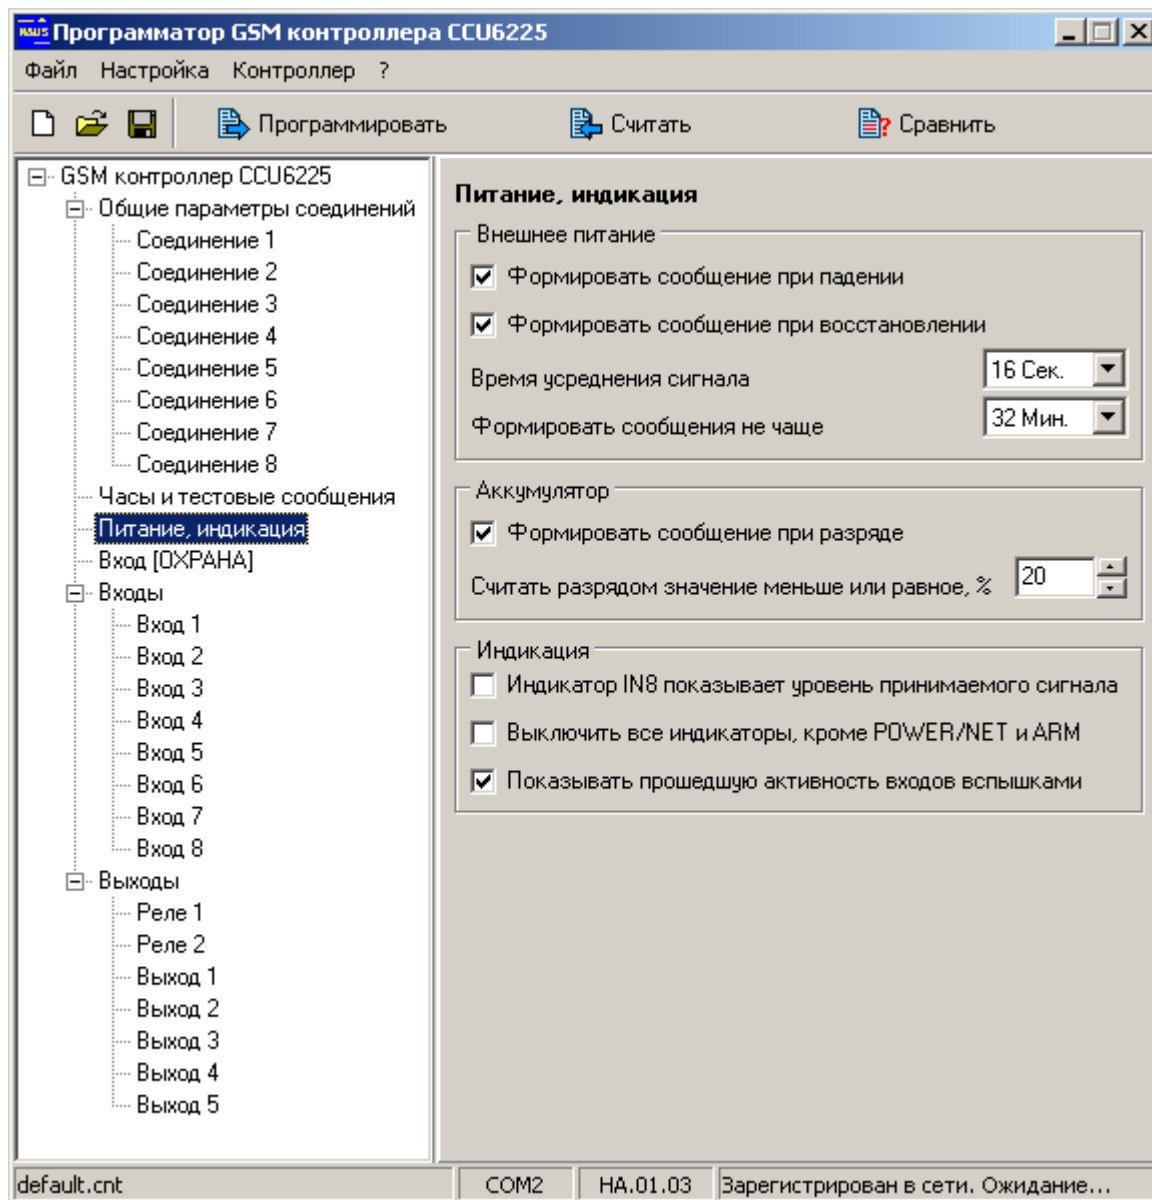 Программатор GSM контроллера CCU6225
Файл Настройка Контроллер ?
Программировать Считать Сравнить
GSM контроллер CCU6225
Общие параметры соединений
Соединение 1
Соединение 2
Соединение 3
Соединение 4
Соединение 5
Соединение 6
Соединение 7
Соединение 8
Часы и тестовые сообщения
Питание, индикация
Вход [ОХРАНА]
Входы
Вход 1
Вход 2
Вход 3
Вход 4
Вход 5
Вход 6
Вход 7
Вход 8
Выходы
Реле 1
Реле 2
Выход 1
Выход 2
Выход 3
Выход 4
Выход 5
Питание, индикация
Внешнее питание
Формировать сообщение при падении
Формировать сообщение при восстановлении
Время усреднения сигнала 16 Сек.
Формировать сообщения не чаще 32 Мин.
Аккумулятор
Формировать сообщение при разряде
Считать разрядом значение меньше или равное, % 20
Индикация
Индикатор IN8 показывает уровень принимаемого сигнала
Выключить все индикаторы, кроме POWER/NET и ARM
Показывать прошедшую активность входов вспышками
default.cnt COM2 HA.01.03 Зарегистрирован в сети. Ожидание...